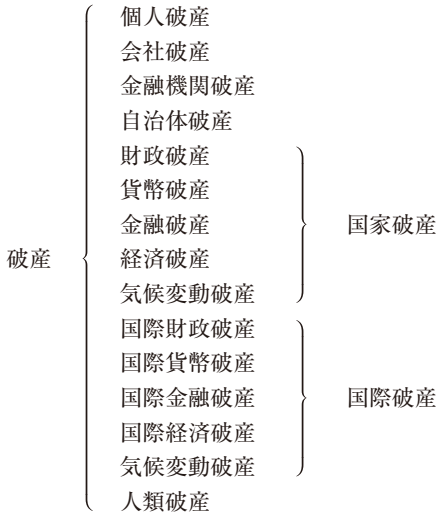 個人破産
会社破産
金融機関破産
自治体破産
財政破産
貨幣破産
金融破産 国家破産
破産 経済破産
気候変動破産
国際財政破産
国際貨幣破産
国際金融破産 国際破産
国際経済破産
気候変動破産
人類破産